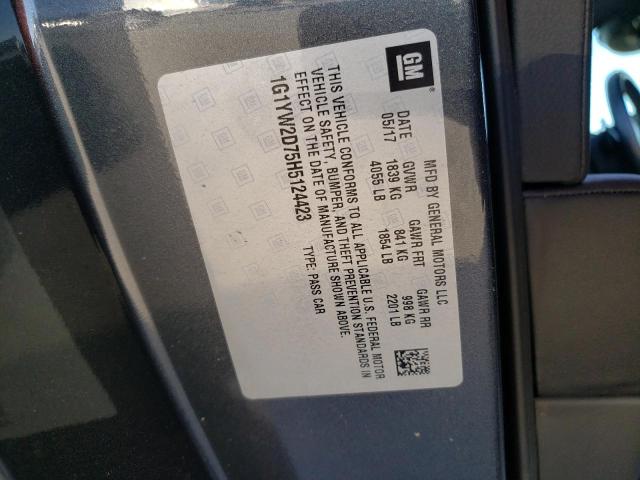 GM
MFD BY GENERAL MOTORS LLC
DATE GVWR GAWR FRT GAWR RR
05/17 1839 KG 841 KG 998 KG
4055 LB 1854 LB 2201 LB
THIS VEHICLE CONFORMS TO ALL APPLICABLE U.S. FEDERAL MOTOR
VEHICLE SAFETY, BUMPER, AND THEFT PREVENTION STANDARDS IN
EFFECT ON THE DATE OF MANUFACTURE SHOWN ABOVE.
1G1YW2D75H5124423 TYPE: PASS CAR